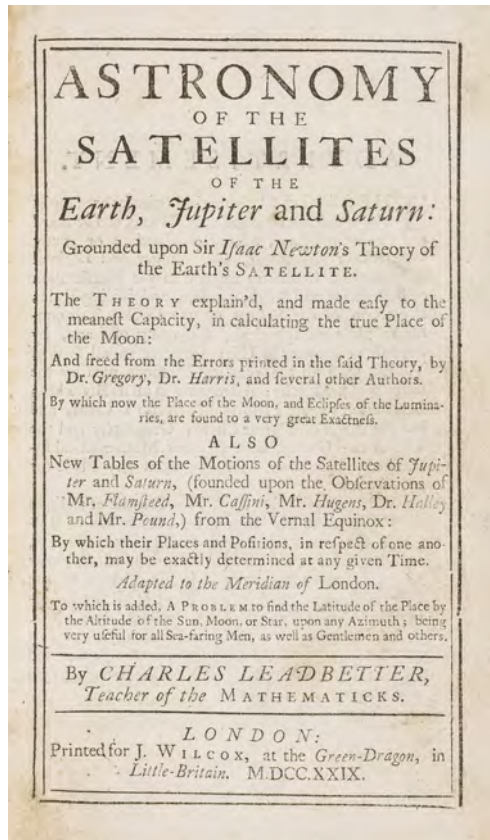 ASTRONOMY
OF THE
SATELLITES
OF THE
Earth, Jupiter and Saturn:
Grounded upon Sir Iſaac Newton's Theory of
the Earth's SATELLITE.
The THEORY explain'd, and made eaſy to the
meaneſt Capacity, in calculating the true Place of
the Moon:
And freed from the Errors printed in the ſaid Theory, by
Dr. Gregory, Dr. Harris, and ſeveral other Authors.
By which now the Place of the Moon, and Eclipſes of the Lumina-
ries, are found to a very great Exactneſs.
ALSO
New Tables of the Motions of the Satellites of Jupi-
ter and Saturn, (founded upon the Obſervations of
Mr. Flamſteed, Mr. Caſſini, Mr. Hugens, Dr. Halley
and Mr. Pound,) from the Vernal Equinox:
By which their Places and Poſitions, in reſpect of one ano-
ther, may be exactly determined at any given Time.
Adapted to the Meridian of London.
To which is added, A PROBLEM to find the Latitude of the Place by
the Altitude of the Sun, Moon, or Star, upon any Azimuth; being
very uſeful for all Sea-faring Men, as well as Gentlemen and others.
By CHARLES LEADBETTER,
Teacher of the MATHEMATICKS.
LONDON:
Printed for J. WILCOX, at the Green-Dragon, in
Little-Britain. M.DCC.XXIX.